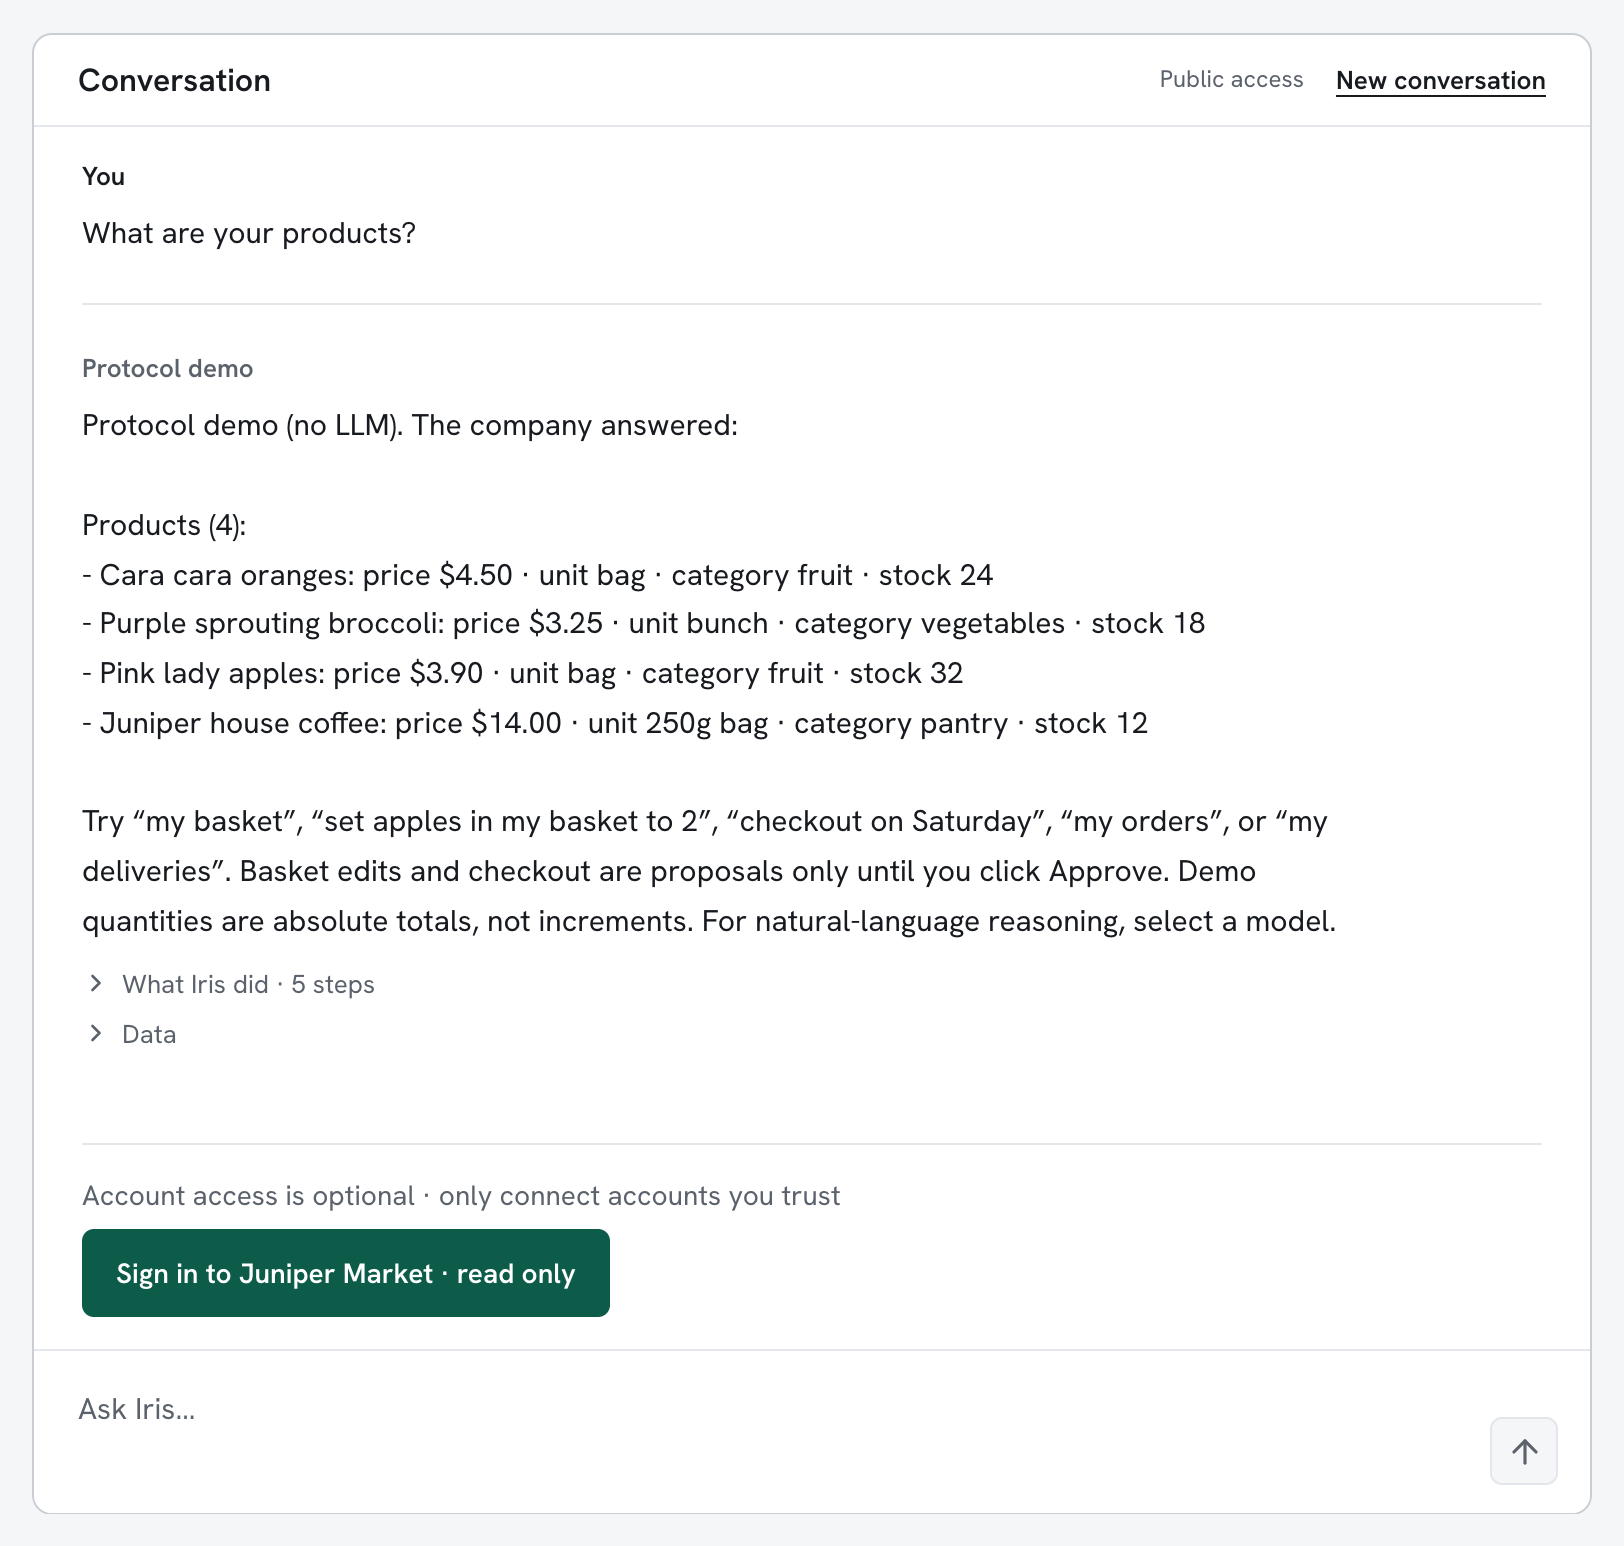 Conversation
Public access
New conversation
You
What are your products?
Protocol demo
Protocol demo (no LLM). The company answered:
Products (4):
- Cara cara oranges: price $4.50 · unit bag · category fruit · stock 24
- Purple sprouting broccoli: price $3.25 · unit bunch · category vegetables · stock 18
- Pink lady apples: price $3.90 · unit bag · category fruit · stock 32
- Juniper house coffee: price $14.00 · unit 250g bag · category pantry · stock 12
Try “my basket”, “set apples in my basket to 2”, “checkout on Saturday”, “my orders”, or “my
deliveries”. Basket edits and checkout are proposals only until you click Approve. Demo
quantities are absolute totals, not increments. For natural-language reasoning, select a model.
What Iris did · 5 steps
Data
Account access is optional · only connect accounts you trust
Sign in to Juniper Market · read only
Ask Iris...